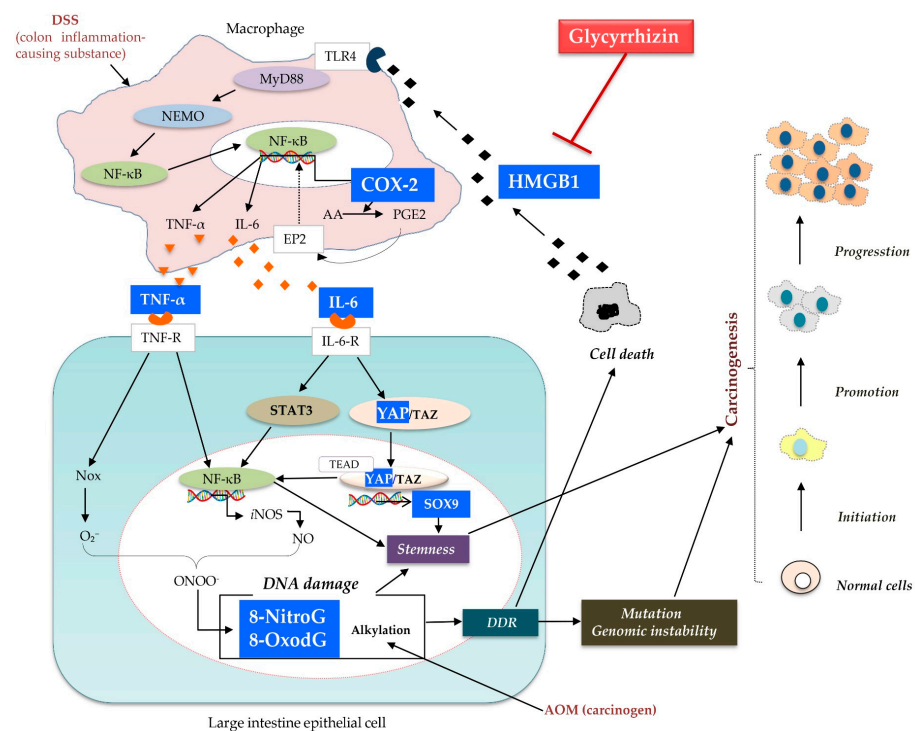 DSS
(colon inflammation-
causing substance)
Macrophage
TLR4
Glycyrrhizin
MyD88
NEMO
NF-κB
NF-κB
COX-2
HMGB1
TNF-α
IL-6
AA
PGE2
EP2
TNF-α
IL-6
TNF-R
IL-6-R
Cell death
STAT3
YAP/TAZ
TEAD
NF-κB
YAP/TAZ
SOX9
Nox
iNOS
NO
O₂⁻
Stemness
ONOO⁻
DNA damage
8-NitroG
8-OxodG
Alkylation
DDR
Mutation
Genomic instability
AOM (carcinogen)
Large intestine epithelial cell
Carcinogenesis
Progresstion
Promotion
Initiation
Normal cells